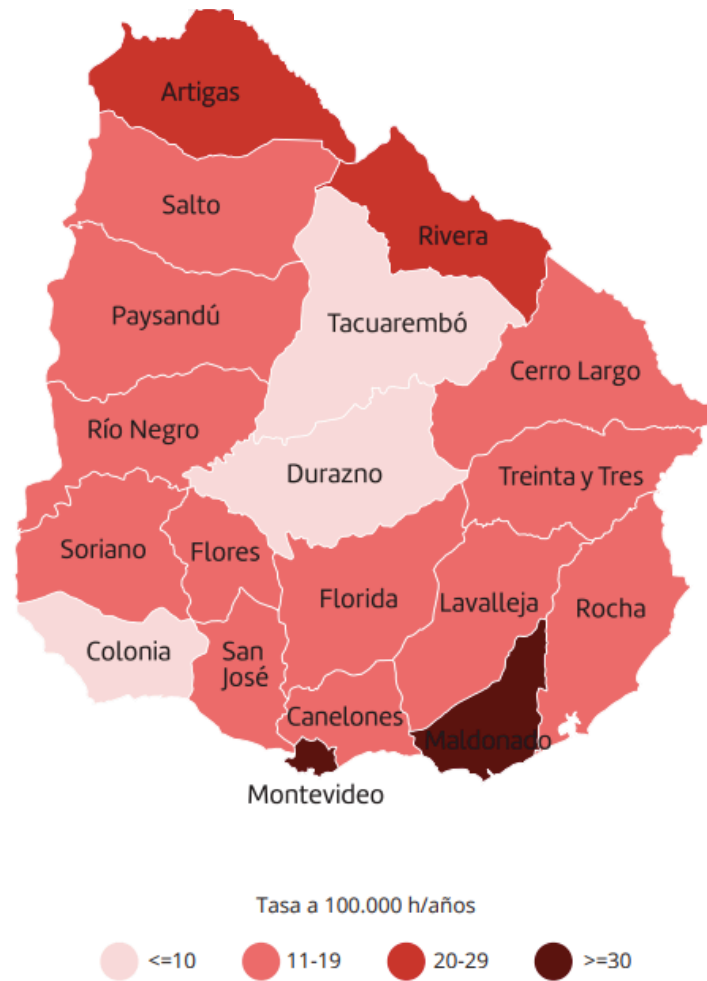 Artigas
Salto
Rivera
Paysandú
Tacuarembó
Cerro Largo
Río Negro
Durazno
Treinta y Tres
Soriano
Flores
Florida
Lavalleja
Rocha
Colonia
San
José
Canelones
Maldonado
Montevideo
Tasa a 100.000 h/años
<=10
11-19
20-29
>=30